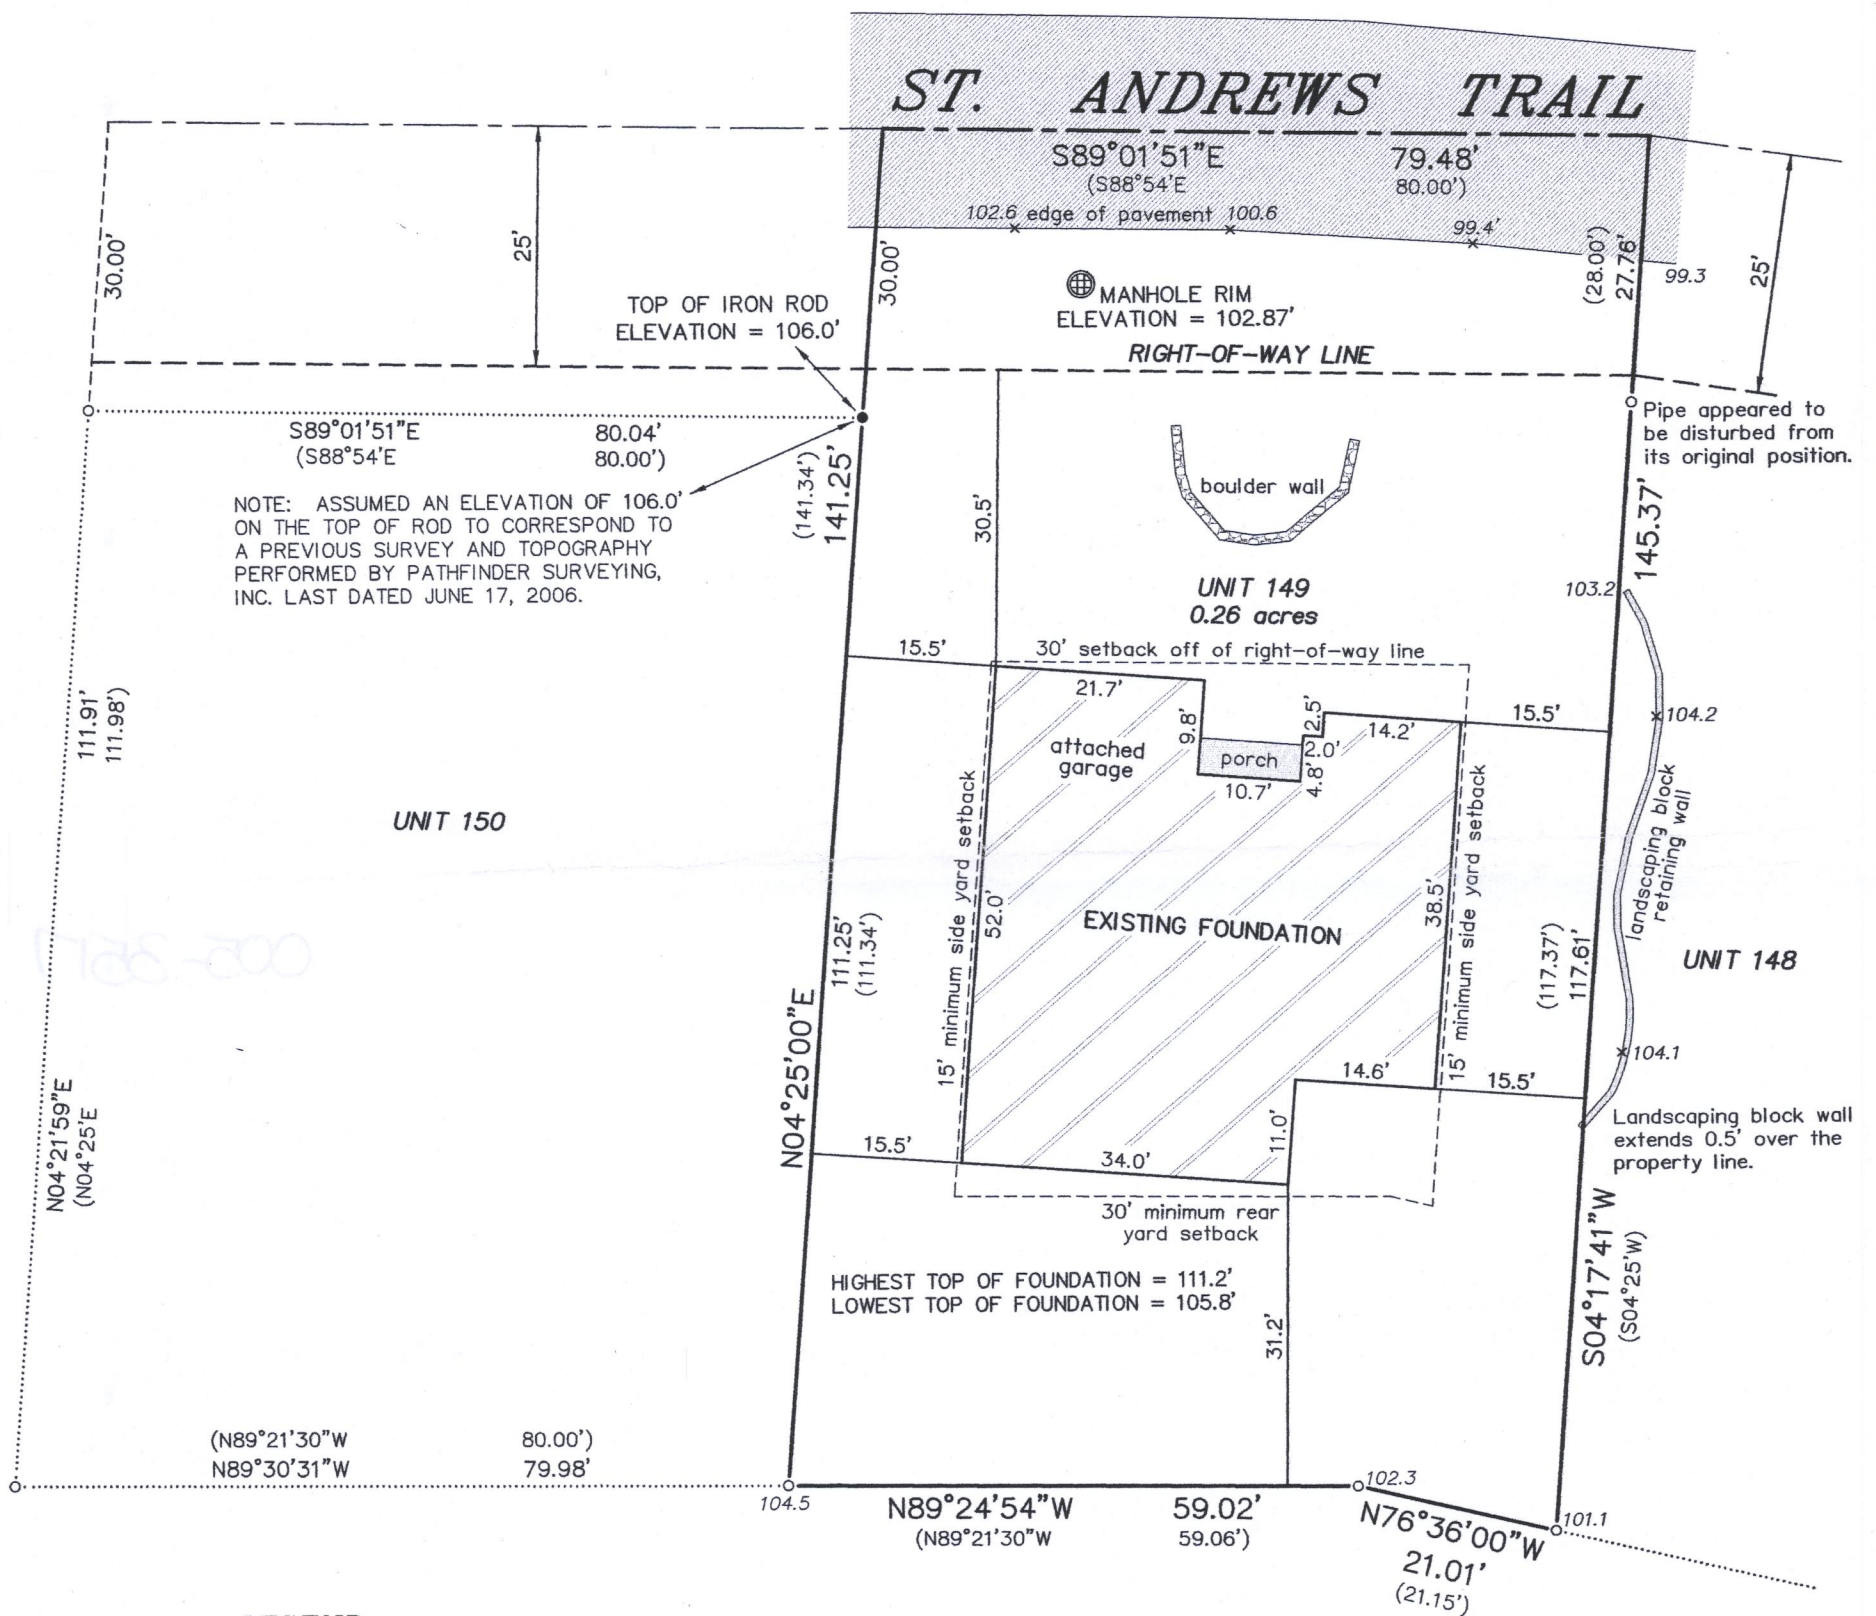 ST. ANDREWS TRAIL
S89°01'51"E 79.48'
(S88°54'E 80.00')
102.6 edge of pavement 100.6
99.4'
99.3
30.00'
25'
30.00'
(28.00')
27.76'
25'
TOP OF IRON ROD
ELEVATION = 106.0'
MANHOLE RIM
ELEVATION = 102.87'
RIGHT-OF-WAY LINE
S89°01'51"E 80.04'
(S88°54'E 80.00')
NOTE: ASSUMED AN ELEVATION OF 106.0'
ON THE TOP OF ROD TO CORRESPOND TO
A PREVIOUS SURVEY AND TOPOGRAPHY
PERFORMED BY PATHFINDER SURVEYING,
INC. LAST DATED JUNE 17, 2006.
(141.34')
141.25'
30.5'
boulder wall
Pipe appeared to
be disturbed from
its original position.
145.37'
UNIT 149
0.26 acres
103.2
15.5'
30' setback off of right-of-way line
21.7'
9.8'
2.5'
14.2'
15.5'
104.2
attached
garage
porch
2.0'
4.8'
10.7'
111.91'
111.98')
UNIT 150
15' minimum side yard setback
52.0'
EXISTING FOUNDATION
38.5'
15' minimum side yard setback
landscaping block
retaining wall
UNIT 148
111.25'
(111.34')
(117.37')
117.61'
N04°25'00"E
N04°21'59"E
(N04°25'E
104.1
14.6'
15.5'
11.0'
15.5'
34.0'
Landscaping block wall
extends 0.5' over the
property line.
30' minimum rear
yard setback
S04°17'41"W
(S04°25'W)
HIGHEST TOP OF FOUNDATION = 111.2'
LOWEST TOP OF FOUNDATION = 105.8'
31.2'
(N89°21'30"W 80.00')
N89°30'31"W 79.98'
104.5
102.3
101.1
N89°24'54"W 59.02'
(N89°21'30"W 59.06')
N76°36'00"W
21.01'
(21.15')